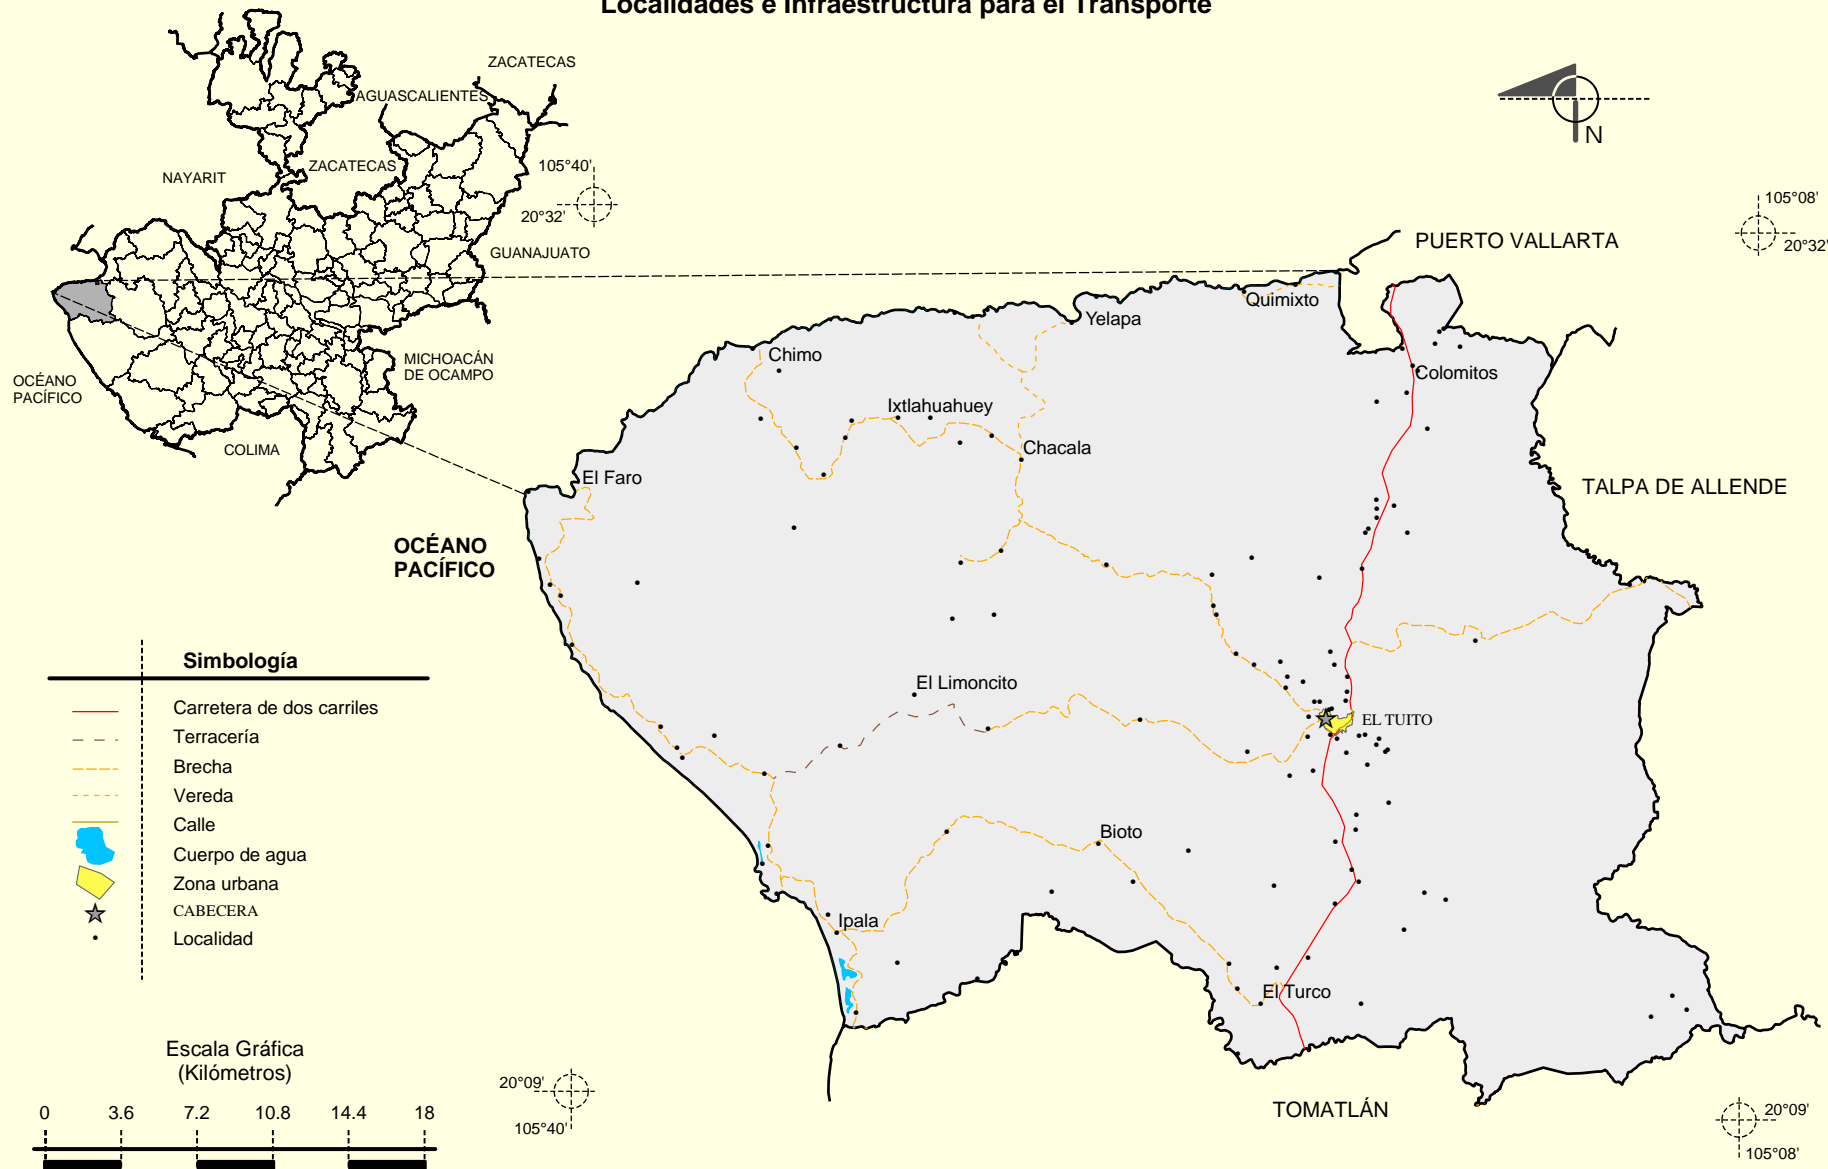 Localidades e Infraestructura para el Transporte
ZACATECAS
AGUASCALIENTES
ZACATECAS
NAYARIT
105°40'
20°32'
GUANAJUATO
MICHOACÁN
DE OCAMPO
OCÉANO
PACÍFICO
COLIMA
N
105°08'
20°32'
PUERTO VALLARTA
Quimixto
Yelapa
Chimo
Colomitos
Ixtlahuahuey
Chacala
El Faro
TALPA DE ALLENDE
OCÉANO
PACÍFICO
El Limoncito
EL TUITO
Bioto
Ipala
El Turco
TOMATLÁN
Simbología
Carretera de dos carriles
Terracería
Brecha
Vereda
Calle
Cuerpo de agua
Zona urbana
CABECERA
Localidad
Escala Gráfica
(Kilómetros)
0 3.6 7.2 10.8 14.4 18
20°09'
105°40'
20°09'
105°08'